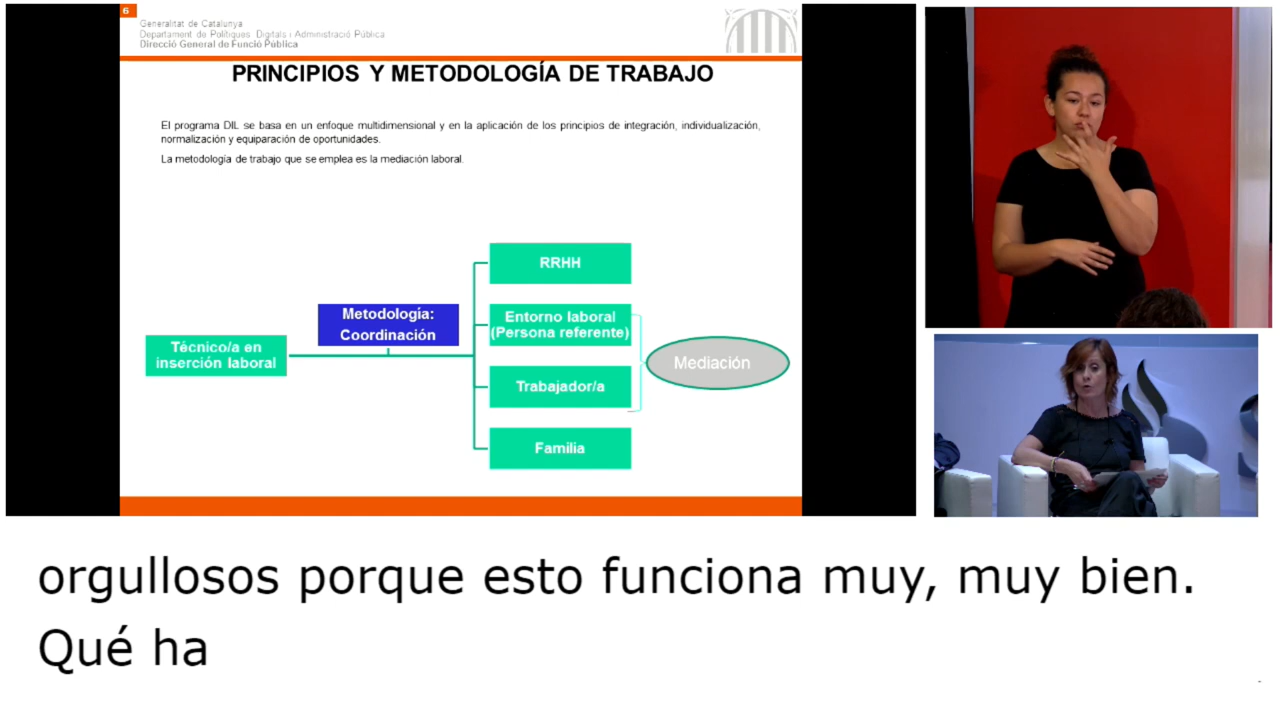 6
Generalitat de Catalunya
Departament de Polítiques Digitals i Administració Pública
Direcció General de Funció Pública
PRINCIPIOS Y METODOLOGÍA DE TRABAJO
El programa DIL se basa en un enfoque multidimensional y en la aplicación de los principios de integración, individualización,
normalización y equiparación de oportunidades.
La metodología de trabajo que se emplea es la mediación laboral.
RRHH
Metodología:
Coordinación
Entorno laboral
(Persona referente)
Técnico/a en
inserción laboral
Mediación
Trabajador/a
Familia
orgullosos porque esto funciona muy, muy bien.
Qué ha